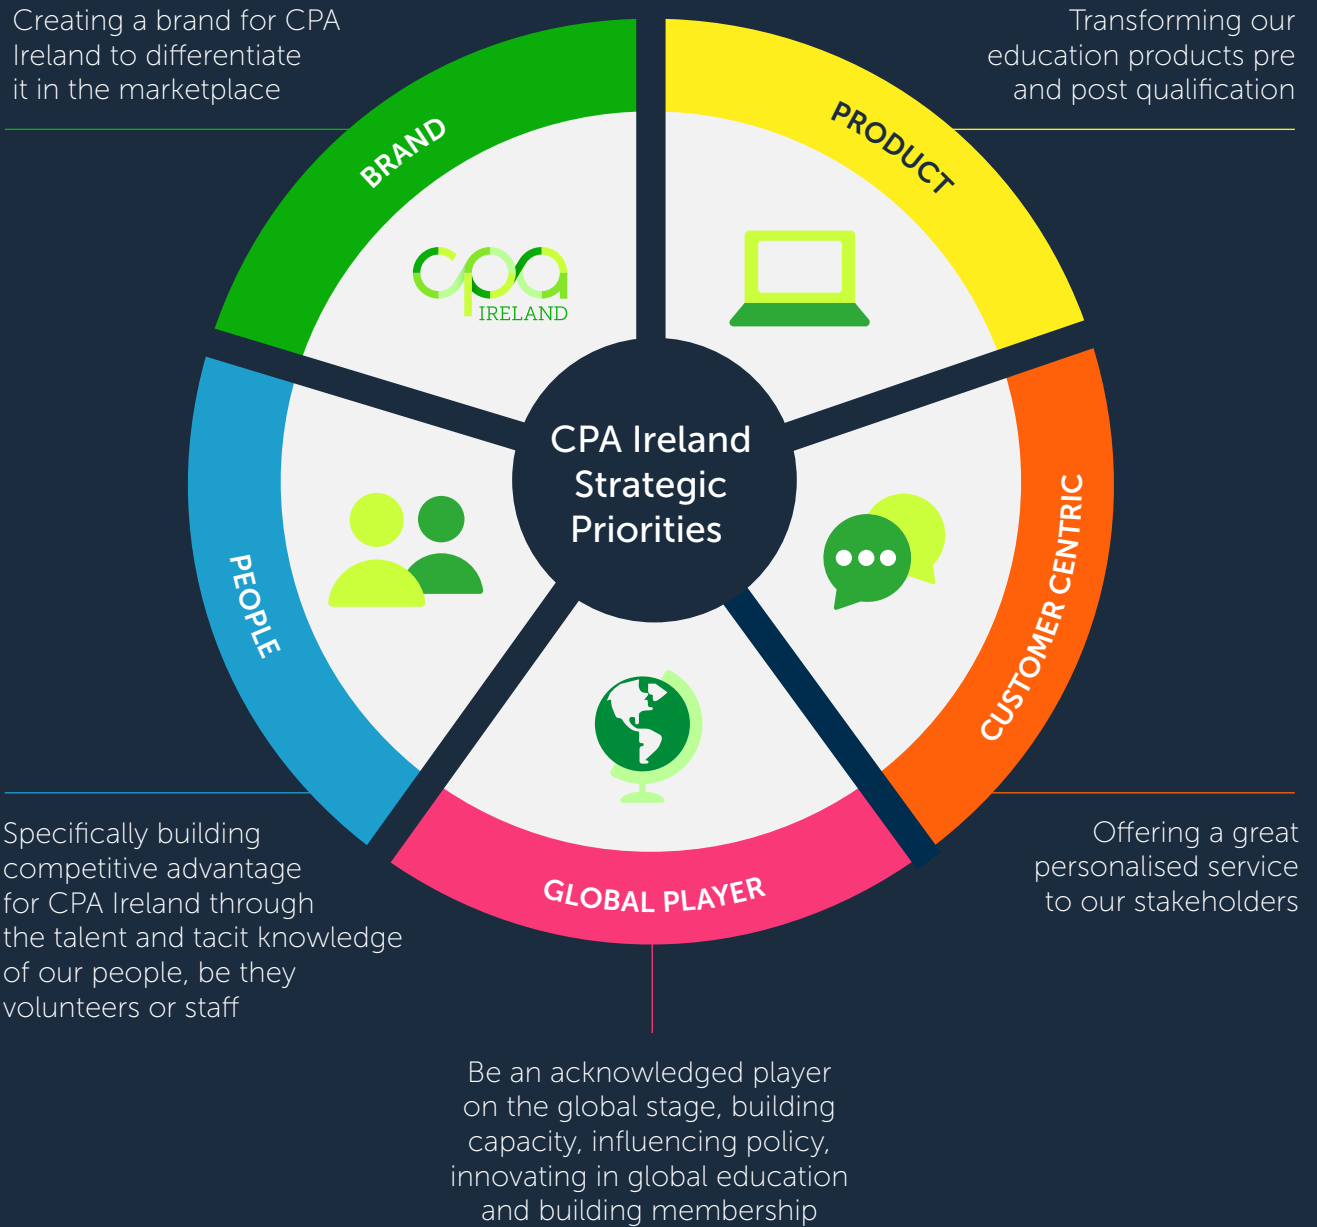 Creating a brand for CPA
Ireland to differentiate
it in the marketplace
Transforming our
education products pre
and post qualification
BRAND
PRODUCT
cpa
IRELAND
CPA Ireland
Strategic
Priorities
PEOPLE
CUSTOMER CENTRIC
GLOBAL PLAYER
Specifically building
competitive advantage
for CPA Ireland through
the talent and tacit knowledge
of our people, be they
volunteers or staff
Offering a great
personalised service
to our stakeholders
Be an acknowledged player
on the global stage, building
capacity, influencing policy,
innovating in global education
and building membership